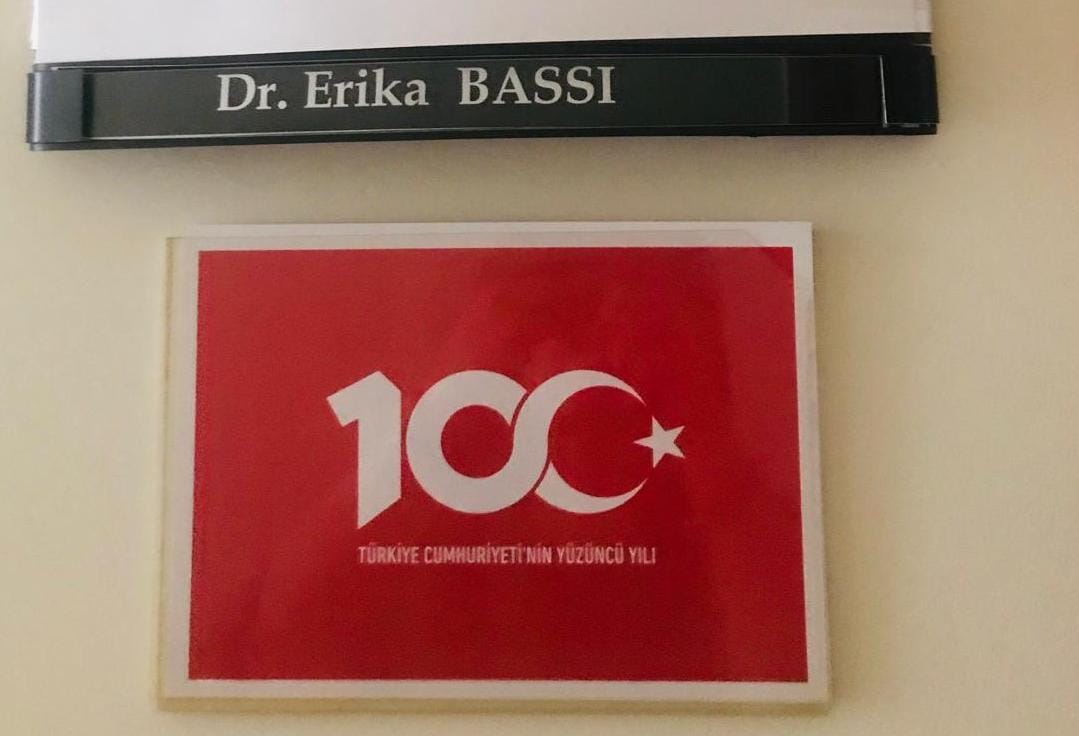 Dr. Erika BASSI
100
TÜRKİYE CUMHURİYETİ'NİN YÜZÜNCÜ YILI